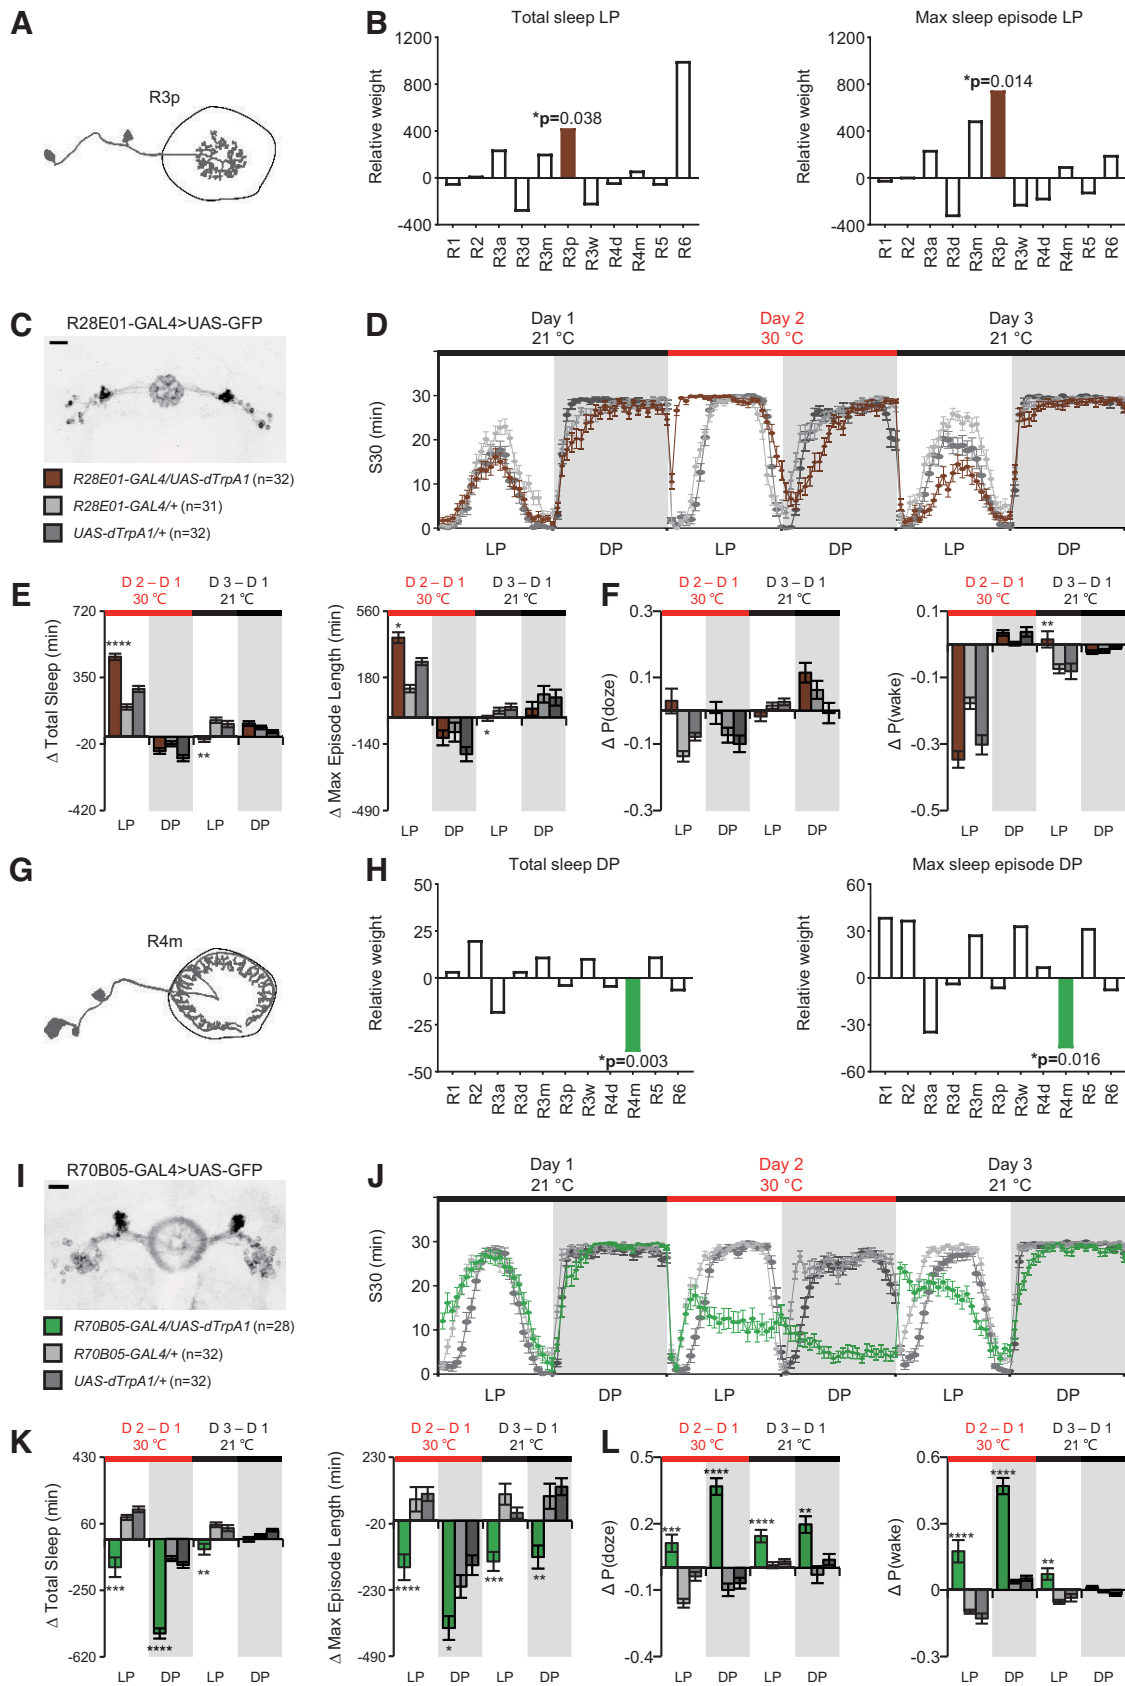 A
R3p
B
Total sleep LP
Relative weight
1200
800
400
0
-400
*p=0.038
R1
R2
R3a
R3d
R3m
R3p
R3w
R4d
R4m
R5
R6
Max sleep episode LP
Relative weight
1200
800
400
0
-400
*p=0.014
R1
R2
R3a
R3d
R3m
R3p
R3w
R4d
R4m
R5
R6
C
R28E01-GAL4>UAS-GFP
R28E01-GAL4/UAS-dTrpA1 (n=32)
R28E01-GAL4/+ (n=31)
UAS-dTrpA1/+ (n=32)
D
Day 1
21 °C
Day 2
30 °C
Day 3
21 °C
S30 (min)
30
20
10
0
LP
DP
LP
DP
LP
DP
E
D 2 – D 1
30 °C
D 3 – D 1
21 °C
Δ Total Sleep (min)
720
350
-20
-420
****
**
LP
DP
LP
DP
D 2 – D 1
30 °C
D 3 – D 1
21 °C
Δ Max Episode Length (min)
560
180
-140
-490
*
*
LP
DP
LP
DP
F
D 2 – D 1
30 °C
D 3 – D 1
21 °C
Δ P(doze)
0.3
0.1
-0.1
-0.3
LP
DP
LP
DP
D 2 – D 1
30 °C
D 3 – D 1
21 °C
Δ P(wake)
0.1
-0.1
-0.3
-0.5
**
LP
DP
LP
DP
G
R4m
H
Total sleep DP
Relative weight
50
25
0
-25
-50
*p=0.003
R1
R2
R3a
R3d
R3m
R3p
R3w
R4d
R4m
R5
R6
Max sleep episode DP
Relative weight
60
30
0
-30
-60
*p=0.016
R1
R2
R3a
R3d
R3m
R3p
R3w
R4d
R4m
R5
R6
I
R70B05-GAL4>UAS-GFP
R70B05-GAL4/UAS-dTrpA1 (n=28)
R70B05-GAL4/+ (n=32)
UAS-dTrpA1/+ (n=32)
J
Day 1
21 °C
Day 2
30 °C
Day 3
21 °C
S30 (min)
30
20
10
0
LP
DP
LP
DP
LP
DP
K
D 2 – D 1
30 °C
D 3 – D 1
21 °C
Δ Total Sleep (min)
430
60
-250
-620
***
****
**
LP
DP
LP
DP
D 2 – D 1
30 °C
D 3 – D 1
21 °C
Δ Max Episode Length (min)
230
-20
-230
-490
****
*
***
**
LP
DP
LP
DP
L
D 2 – D 1
30 °C
D 3 – D 1
21 °C
Δ P(doze)
0.5
0.2
-0.1
-0.4
***
****
****
**
LP
DP
LP
DP
D 2 – D 1
30 °C
D 3 – D 1
21 °C
Δ P(wake)
0.6
0.3
0
-0.3
****
****
**
LP
DP
LP
DP